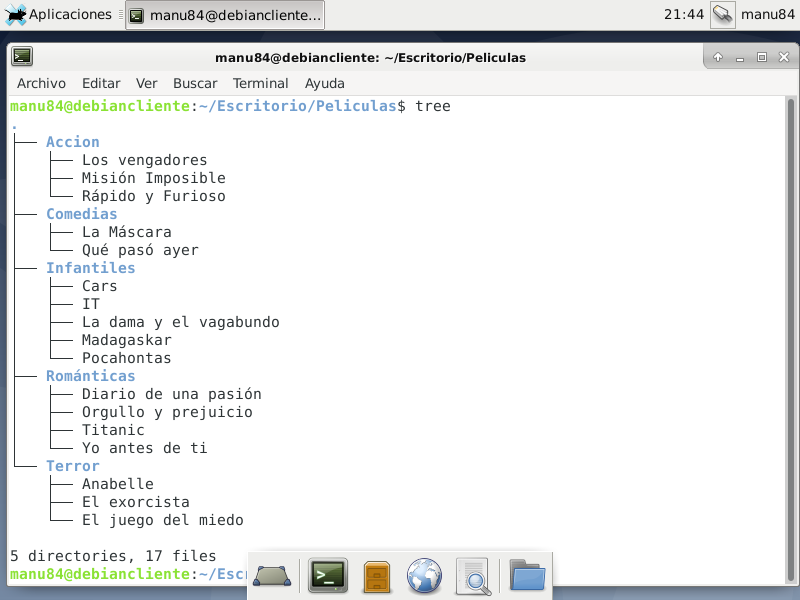 Aplicaciones manu84@debiancliente... 21:44 manu84
manu84@debiancliente: ~/Escritorio/Peliculas
Archivo Editar Ver Buscar Terminal Ayuda
manu84@debiancliente:~/Escritorio/Peliculas$ tree
.
├── Accion
│   ├── Los vengadores
│   ├── Misión Imposible
│   └── Rápido y Furioso
├── Comedias
│   ├── La Máscara
│   └── Qué pasó ayer
├── Infantiles
│   ├── Cars
│   ├── IT
│   ├── La dama y el vagabundo
│   ├── Madagaskar
│   └── Pocahontas
├── Románticas
│   ├── Diario de una pasión
│   ├── Orgullo y prejuicio
│   ├── Titanic
│   └── Yo antes de ti
└── Terror
    ├── Anabelle
    ├── El exorcista
    └── El juego del miedo
5 directories, 17 files
manu84@debiancliente:~/Escr